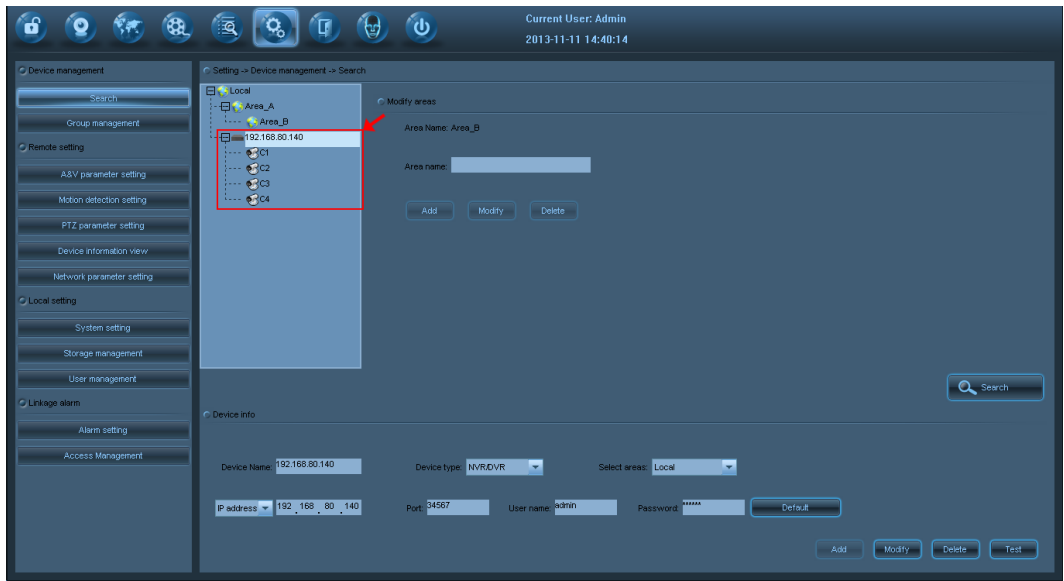 Current User: Admin
2013-11-11 14:40:14
Device management
Search
Group management
Remote setting
A&V parameter setting
Motion detection setting
PTZ parameter setting
Device information view
Network parameter setting
Local setting
System setting
Storage management
User management
Linkage alarm
Alarm setting
Access Management
Setting -> Device management -> Search
Local
Area_A
Area_B
192.168.80.140
C1
C2
C3
C4
Modify areas
Area Name: Area_B
Area name:
Add Modify Delete
Search
Device info
Device Name: 192.168.80.140 Device type: NVR/DVR Select areas: Local
IP address 192 . 168 . 80 . 140 Port: 34567 User name: admin Password: ****** Default
Add Modify Delete Test